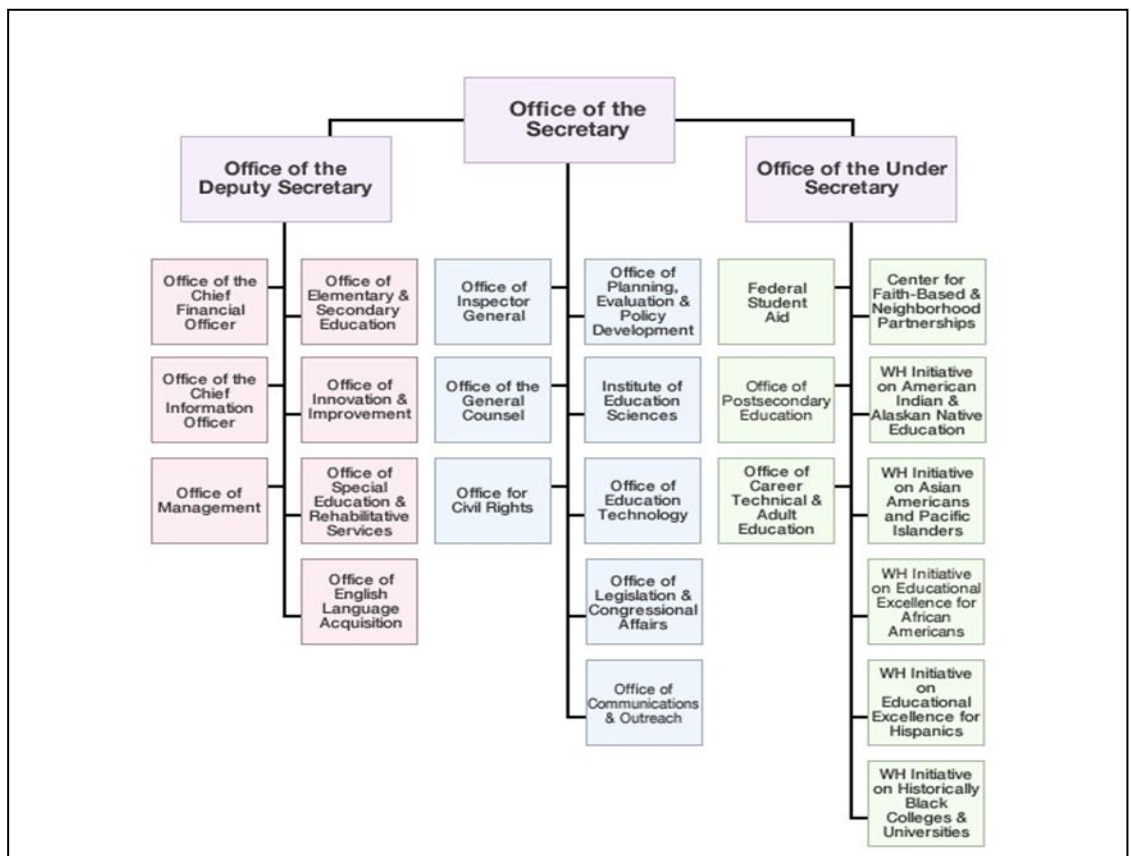 Office of the
Secretary
Office of the
Deputy Secretary
Office of the Under
Secretary
Office of the
Chief
Financial
Officer
Office of
Elementary &
Secondary
Education
Office of the
Chief
Information
Officer
Office of
Innovation &
Improvement
Office of
Management
Office of
Special
Education &
Rehabilitative
Services
Office of
English
Language
Acquisition
Office of
Inspector
General
Office of
Planning,
Evaluation &
Policy
Development
Office of the
General
Counsel
Institute of
Education
Sciences
Office for
Civil Rights
Office of
Education
Technology
Office of
Legislation &
Congressional
Affairs
Office of
Communications
& Outreach
Federal
Student
Aid
Center for
Faith-Based &
Neighborhood
Partnerships
Office of
Postsecondary
Education
WH Initiative
on American
Indian &
Alaskan Native
Education
Office of
Career
Technical &
Adult
Education
WH Initiative
on Asian
Americans
and Pacific
Islanders
WH Initiative
on Educational
Excellence for
African
Americans
WH Initiative
on
Educational
Excellence for
Hispanics
WH Initiative
on Historically
Black
Colleges &
Universities